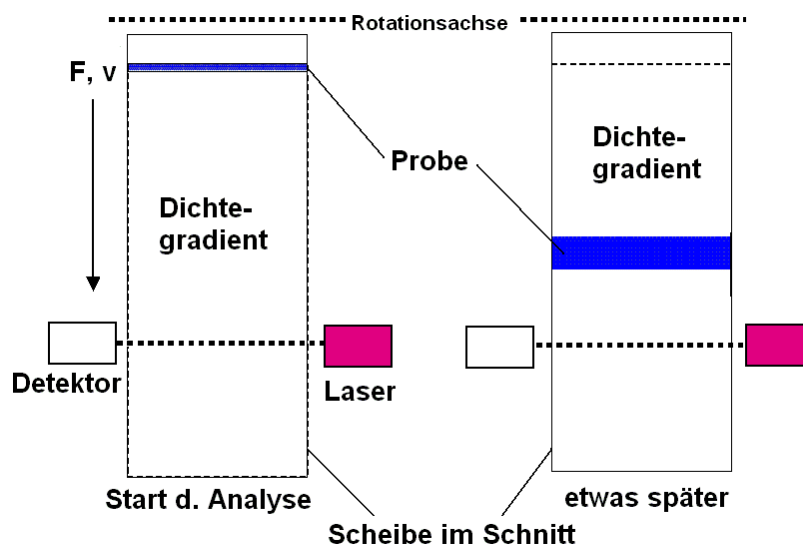 Rotationsachse
F, v
Probe
Dichte-
gradient
Dichte-
gradient
Detektor
Laser
Start d. Analyse
etwas später
Scheibe im Schnitt